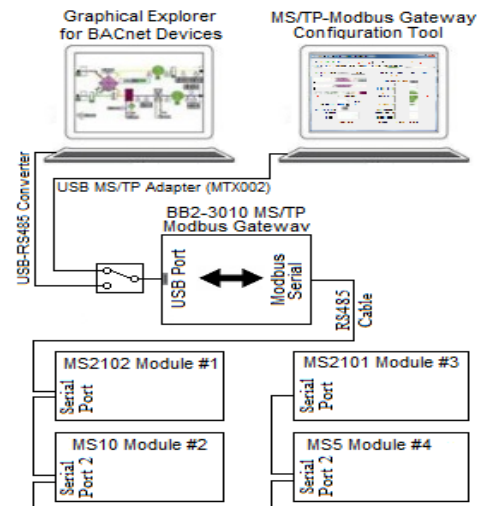 Graphical Explorer
for BACnet Devices
MS/TP-Modbus Gateway
Configuration Tool
USB-RS485 Converter
USB MS/TP Adapter (MTX002)
BB2-3010 MS/TP
Modbus Gateway
USB Port
Modbus
Serial
RS485
Cable
MS2102 Module #1
Serial
Port
MS2101 Module #3
Serial
Port
MS10 Module #2
Serial
Port 2
MS5 Module #4
Serial
Port 2